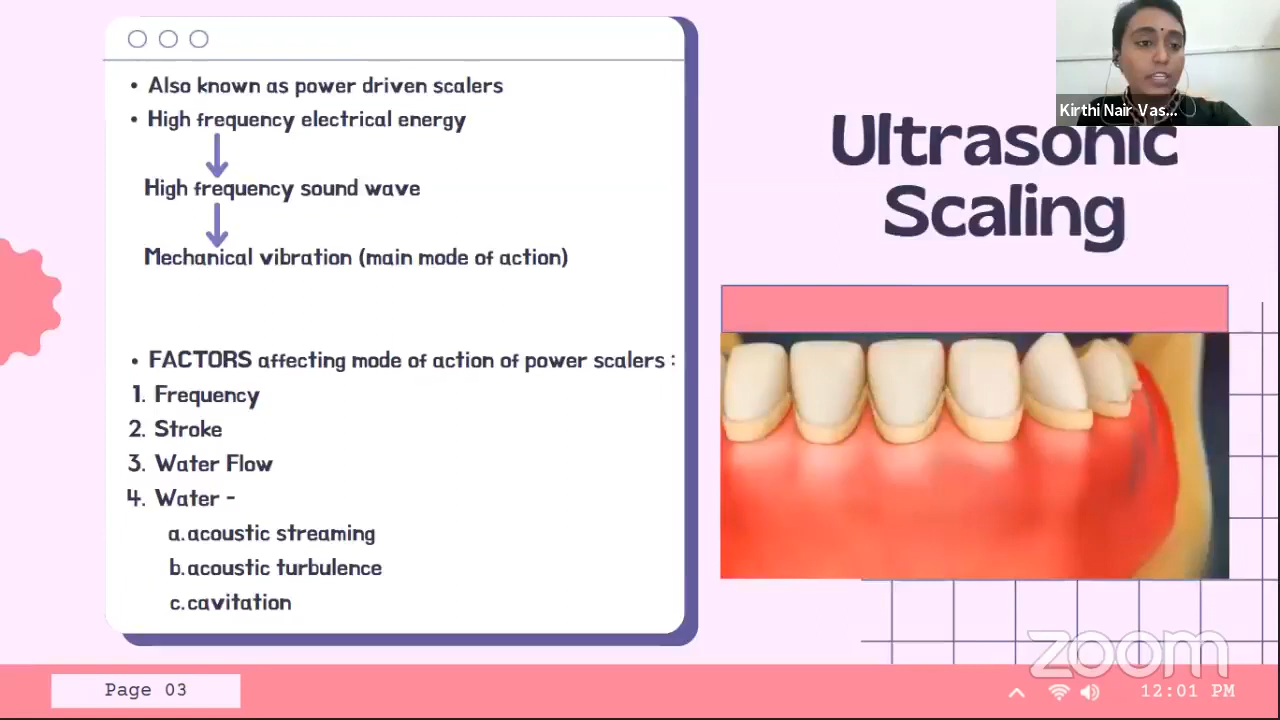 • Also known as power driven scalers
• High frequency electrical energy
High frequency sound wave
Mechanical vibration (main mode of action)
• FACTORS affecting mode of action of power scalers :
1. Frequency
2. Stroke
3. Water Flow
4. Water -
a. acoustic streaming
b. acoustic turbulence
c. cavitation
Kirthi Nair Vas...
Ultrasonic
Scaling
zoom
Page 03
12:01 PM